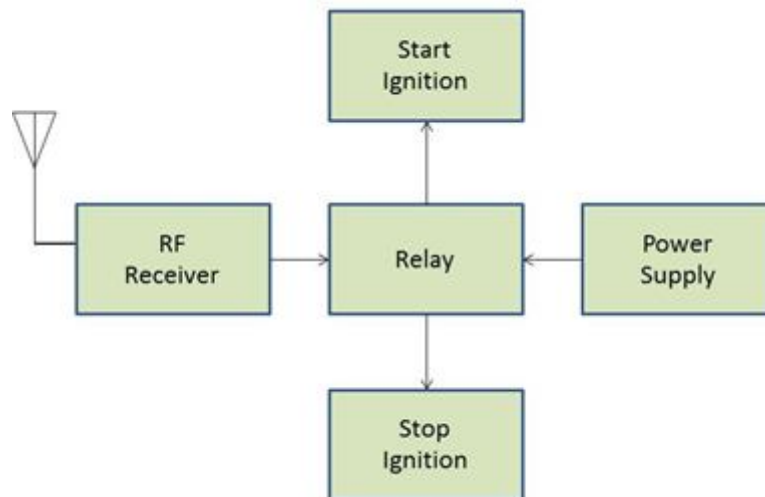 Start
Ignition
RF
Receiver
Relay
Power
Supply
Stop
Ignition